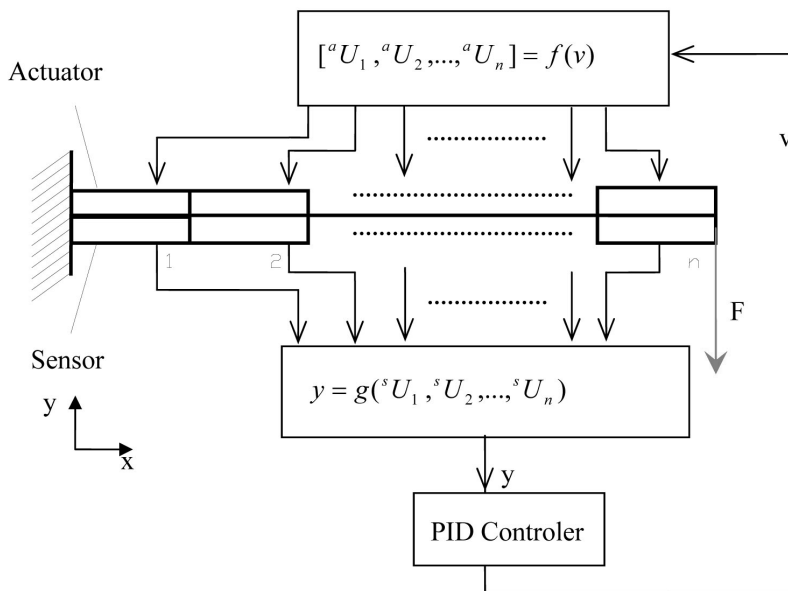 [ᵃU₁,ᵃU₂,...,ᵃUₙ] = f(v)
Actuator
v
1
2
n
F
Sensor
y = g(ˢU₁,ˢU₂,...,ˢUₙ)
y
x
y
PID Controler